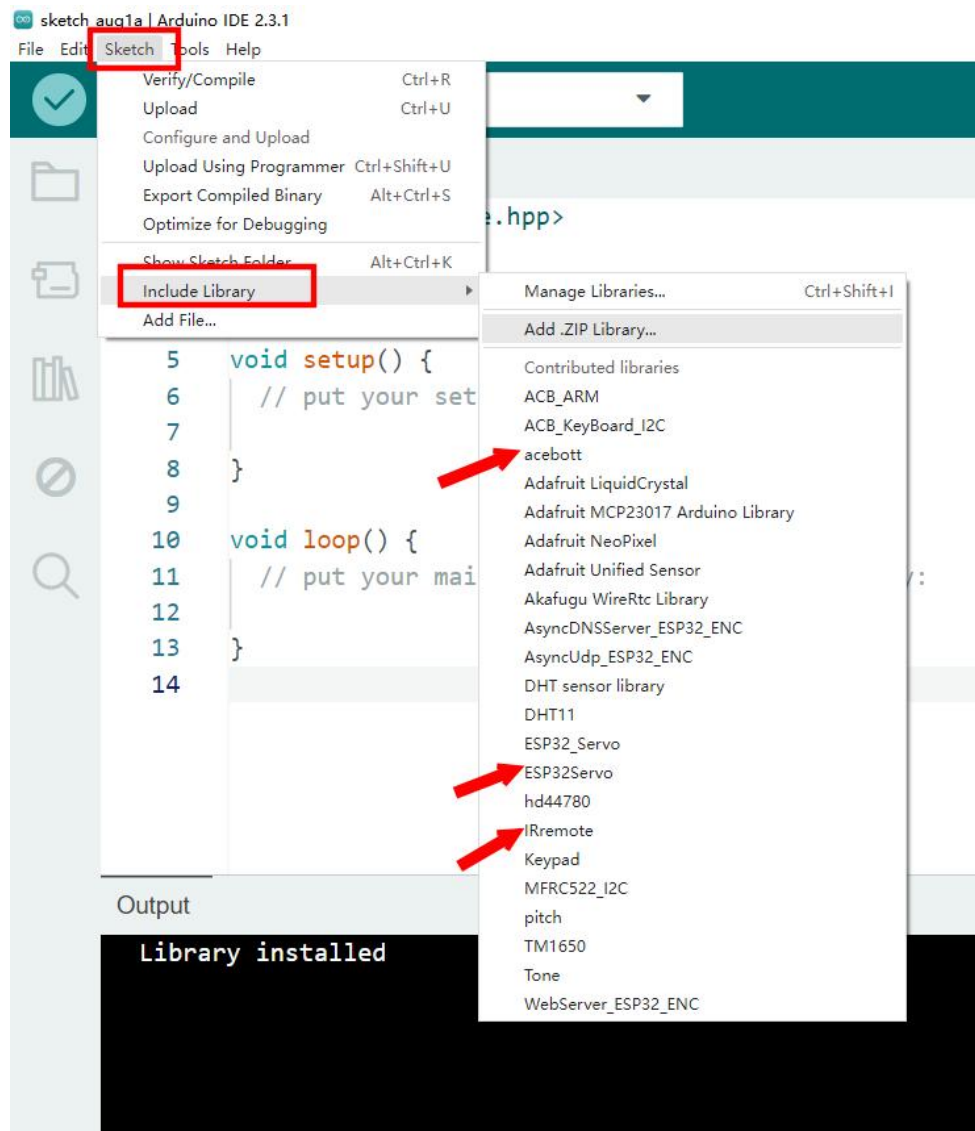 sketch_aug1a | Arduino IDE 2.3.1
File Edit Sketch Tools Help
Verify/Compile Ctrl+R
Upload Ctrl+U
Configure and Upload
Upload Using Programmer Ctrl+Shift+U
Export Compiled Binary Alt+Ctrl+S
Optimize for Debugging
.hpp>
Show Sketch Folder Alt+Ctrl+K
Include Library
Add File...
Manage Libraries... Ctrl+Shift+I
Add .ZIP Library...
Contributed libraries
ACB_ARM
ACB_KeyBoard_I2C
acebott
Adafruit LiquidCrystal
Adafruit MCP23017 Arduino Library
Adafruit NeoPixel
Adafruit Unified Sensor
Akafugu WireRtc Library
AsyncDNSServer_ESP32_ENC
AsyncUdp_ESP32_ENC
DHT sensor library
DHT11
ESP32_Servo
ESP32Servo
hd44780
IRremote
Keypad
MFRC522_I2C
pitch
TM1650
Tone
WebServer_ESP32_ENC
5 void setup() {
6 // put your set
7
8 }
9
10 void loop() {
11 // put your mai
12
13 }
14
Output
Library installed